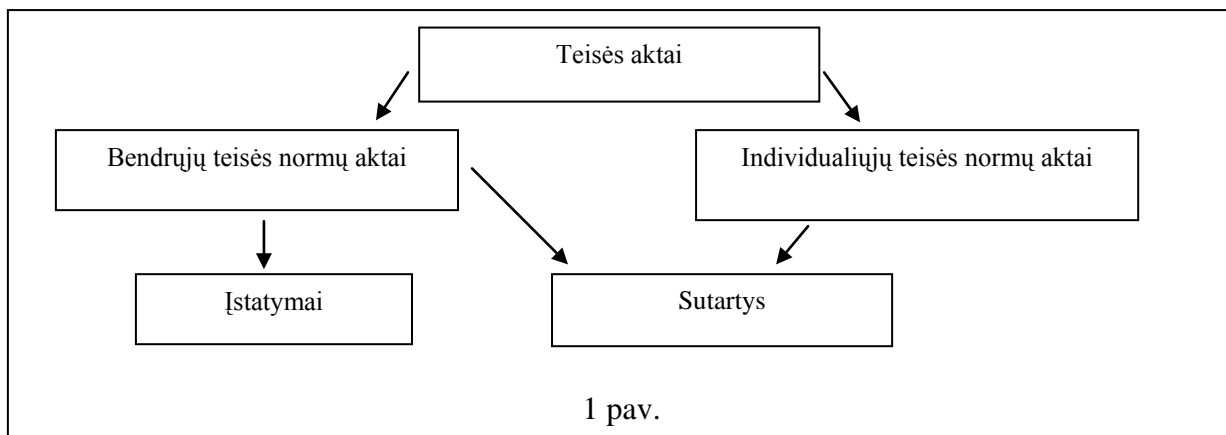 Teisės aktai
Bendrųjų teisės normų aktai
Individualiųjų teisės normų aktai
Įstatymai
Sutartys
1 pav.